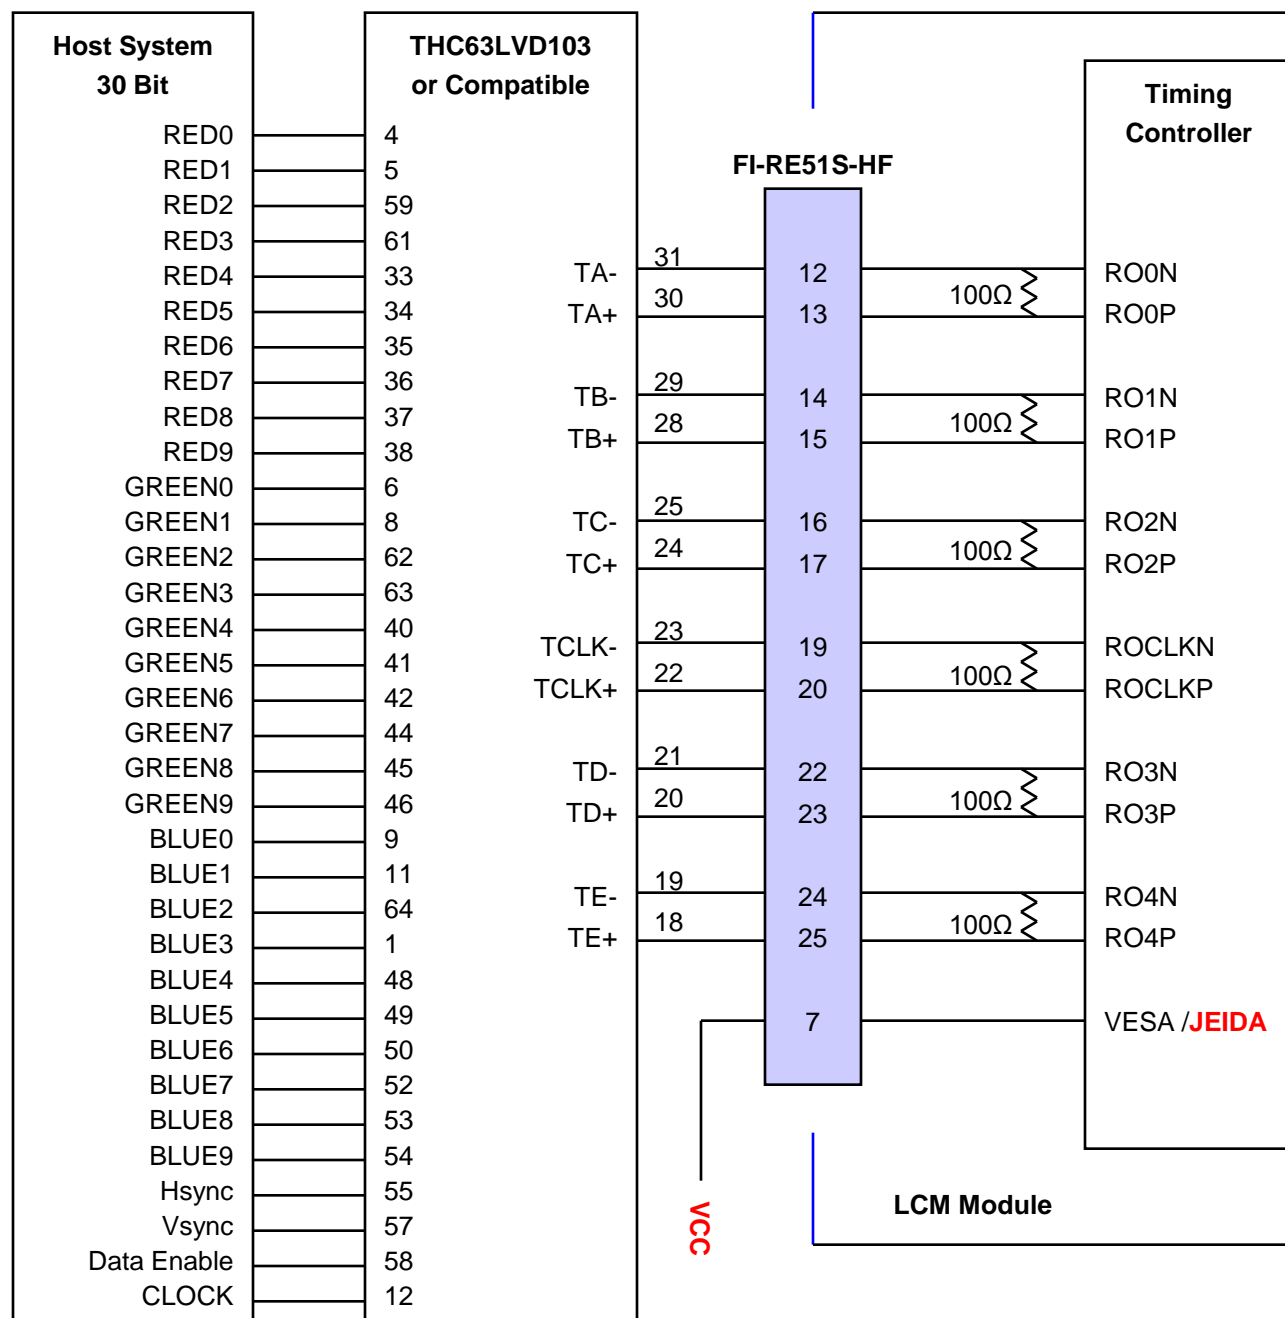 Host System
30 Bit
RED0
RED1
RED2
RED3
RED4
RED5
RED6
RED7
RED8
RED9
GREEN0
GREEN1
GREEN2
GREEN3
GREEN4
GREEN5
GREEN6
GREEN7
GREEN8
GREEN9
BLUE0
BLUE1
BLUE2
BLUE3
BLUE4
BLUE5
BLUE6
BLUE7
BLUE8
BLUE9
Hsync
Vsync
Data Enable
CLOCK
THC63LVD103
or Compatible
4
5
59
61
33
34
35
36
37
38
6
8
62
63
40
41
42
44
45
46
9
11
64
1
48
49
50
52
53
54
55
57
58
12
TA-
TA+
TB-
TB+
TC-
TC+
TCLK-
TCLK+
TD-
TD+
TE-
TE+
31
30
29
28
25
24
23
22
21
20
19
18
VCC
FI-RE51S-HF
12
13
14
15
16
17
19
20
22
23
24
25
7
100Ω
100Ω
100Ω
100Ω
100Ω
100Ω
Timing
Controller
RO0N
RO0P
RO1N
RO1P
RO2N
RO2P
ROCLKN
ROCLKP
RO3N
RO3P
RO4N
RO4P
VESA /JEIDA
LCM Module